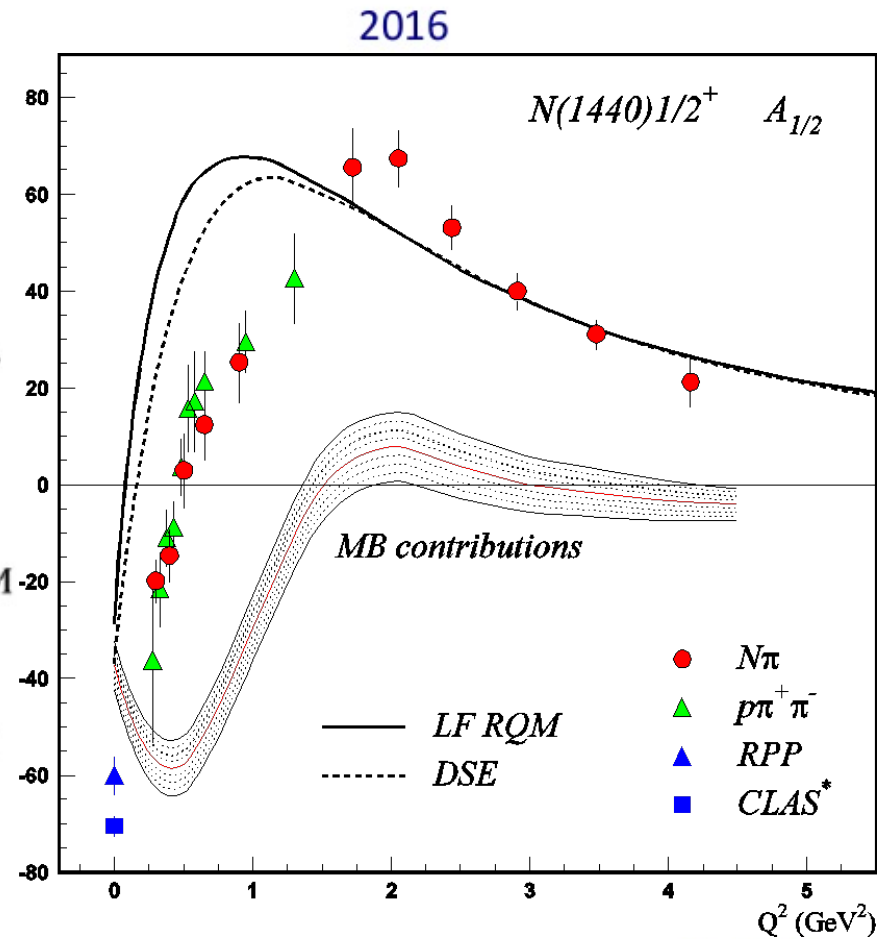 2016
N(1440)1/2⁺ A₁/₂
80
60
40
20
0
-20
-40
-60
-80
MB contributions
LF RQM
DSE
Nπ
pπ⁺π⁻
RPP
CLAS*
0 1 2 3 4 5
Q² (GeV²)